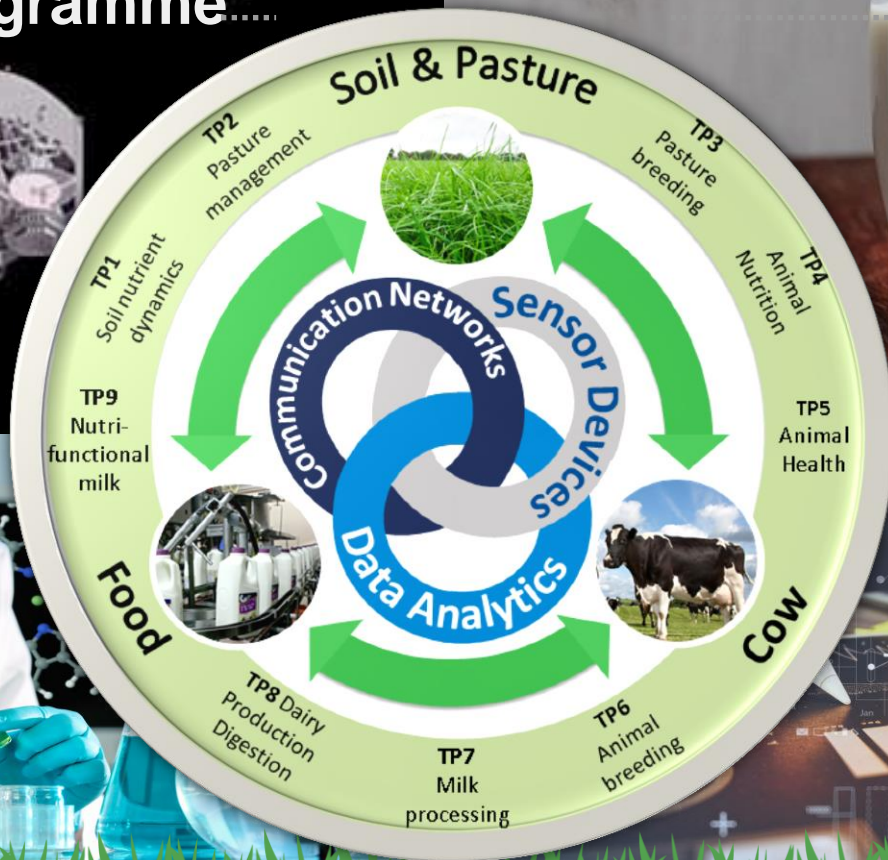 gramme
Soil & Pasture
TP1
Soil nutrient
dynamics
TP2
Pasture
management
TP3
Pasture
breeding
TP4
Animal
Nutrition
TP5
Animal
Health
TP6
Animal
breeding
TP7
Milk
processing
TP8 Dairy
Production
Digestion
TP9
Nutri-
functional
milk
Food
Cow
Communication Networks
Sensor Devices
Data Analytics
Jan